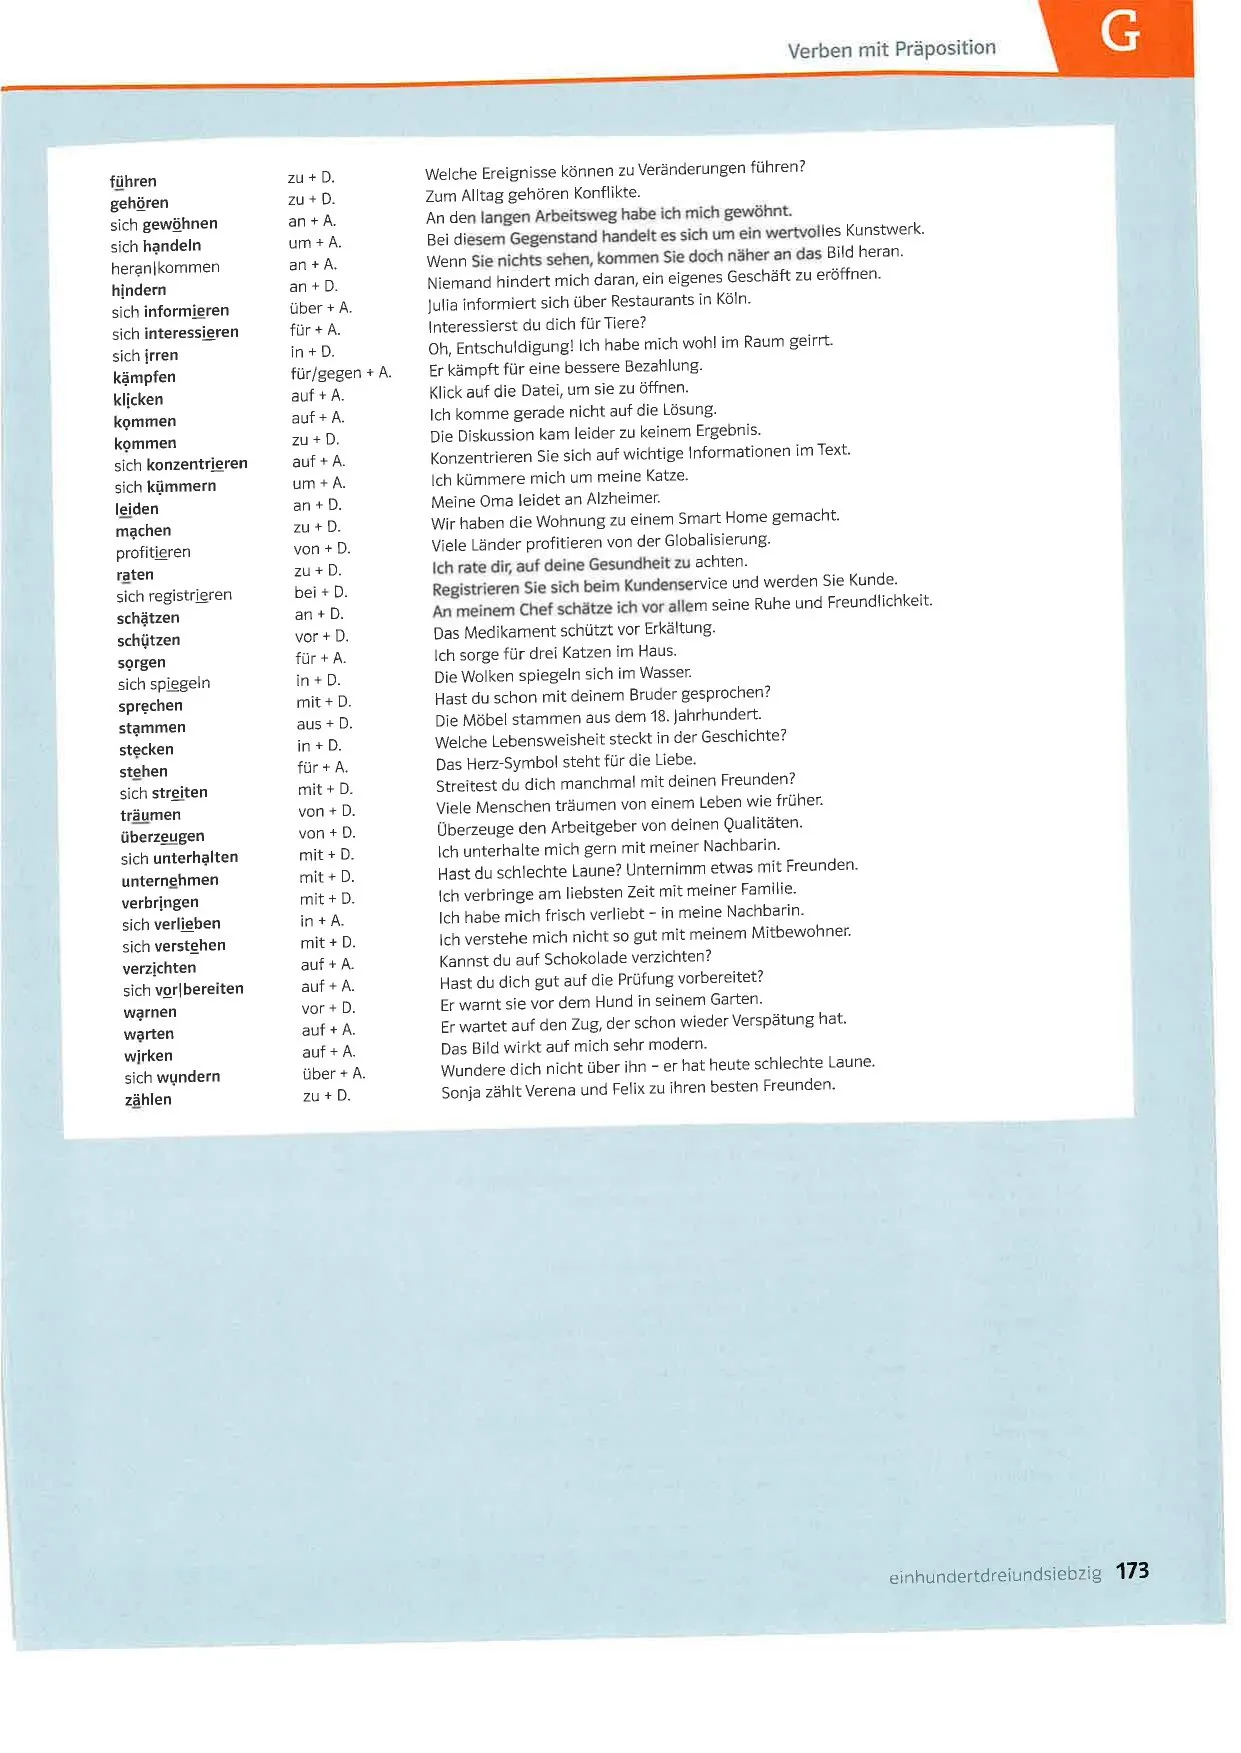 Verben mit Präposition
G
führen zu + D. Welche Ereignisse können zu Veränderungen führen?
gehören zu + D. Zum Alltag gehören Konflikte.
sich gewöhnen an + A. An den langen Arbeitsweg habe ich mich gewöhnt.
sich handeln um + A. Bei diesem Gegenstand handelt es sich um ein wertvolles Kunstwerk.
heran|kommen an + A. Wenn Sie nichts sehen, kommen Sie doch näher an das Bild heran.
hindern an + D. Niemand hindert mich daran, ein eigenes Geschäft zu eröffnen.
sich informieren über + A. Julia informiert sich über Restaurants in Köln.
sich interessieren für + A. Interessierst du dich für Tiere?
sich irren in + D. Oh, Entschuldigung! Ich habe mich wohl im Raum geirrt.
kämpfen für/gegen + A. Er kämpft für eine bessere Bezahlung.
klicken auf + A. Klick auf die Datei, um sie zu öffnen.
kommen auf + A. Ich komme gerade nicht auf die Lösung.
kommen zu + D. Die Diskussion kam leider zu keinem Ergebnis.
sich konzentrieren auf + A. Konzentrieren Sie sich auf wichtige Informationen im Text.
sich kümmern um + A. Ich kümmere mich um meine Katze.
leiden an + D. Meine Oma leidet an Alzheimer.
machen zu + D. Wir haben die Wohnung zu einem Smart Home gemacht.
profitieren von + D. Viele Länder profitieren von der Globalisierung.
raten zu + D. Ich rate dir, auf deine Gesundheit zu achten.
sich registrieren bei + D. Registrieren Sie sich beim Kundenservice und werden Sie Kunde.
schätzen an + D. An meinem Chef schätze ich vor allem seine Ruhe und Freundlichkeit.
schützen vor + D. Das Medikament schützt vor Erkältung.
sorgen für + A. Ich sorge für drei Katzen im Haus.
sich spiegeln in + D. Die Wolken spiegeln sich im Wasser.
sprechen mit + D. Hast du schon mit deinem Bruder gesprochen?
stammen aus + D. Die Möbel stammen aus dem 18. Jahrhundert.
stecken in + D. Welche Lebensweisheit steckt in der Geschichte?
stehen für + A. Das Herz-Symbol steht für die Liebe.
sich streiten mit + D. Streitest du dich manchmal mit deinen Freunden?
träumen von + D. Viele Menschen träumen von einem Leben wie früher.
überzeugen von + D. Überzeuge den Arbeitgeber von deinen Qualitäten.
sich unterhalten mit + D. Ich unterhalte mich gern mit meiner Nachbarin.
unternehmen mit + D. Hast du schlechte Laune? Unternimm etwas mit Freunden.
verbringen mit + D. Ich verbringe am liebsten Zeit mit meiner Familie.
sich verlieben in + A. Ich habe mich frisch verliebt – in meine Nachbarin.
sich verstehen mit + D. Ich verstehe mich nicht so gut mit meinem Mitbewohner.
verzichten auf + A. Kannst du auf Schokolade verzichten?
sich vor|bereiten auf + A. Hast du dich gut auf die Prüfung vorbereitet?
warnen vor + D. Er warnt sie vor dem Hund in seinem Garten.
warten auf + A. Er wartet auf den Zug, der schon wieder Verspätung hat.
wirken auf + A. Das Bild wirkt auf mich sehr modern.
sich wundern über + A. Wundere dich nicht über ihn – er hat heute schlechte Laune.
zählen zu + D. Sonja zählt Verena und Felix zu ihren besten Freunden.
einhundertdreiundsiebzig 173